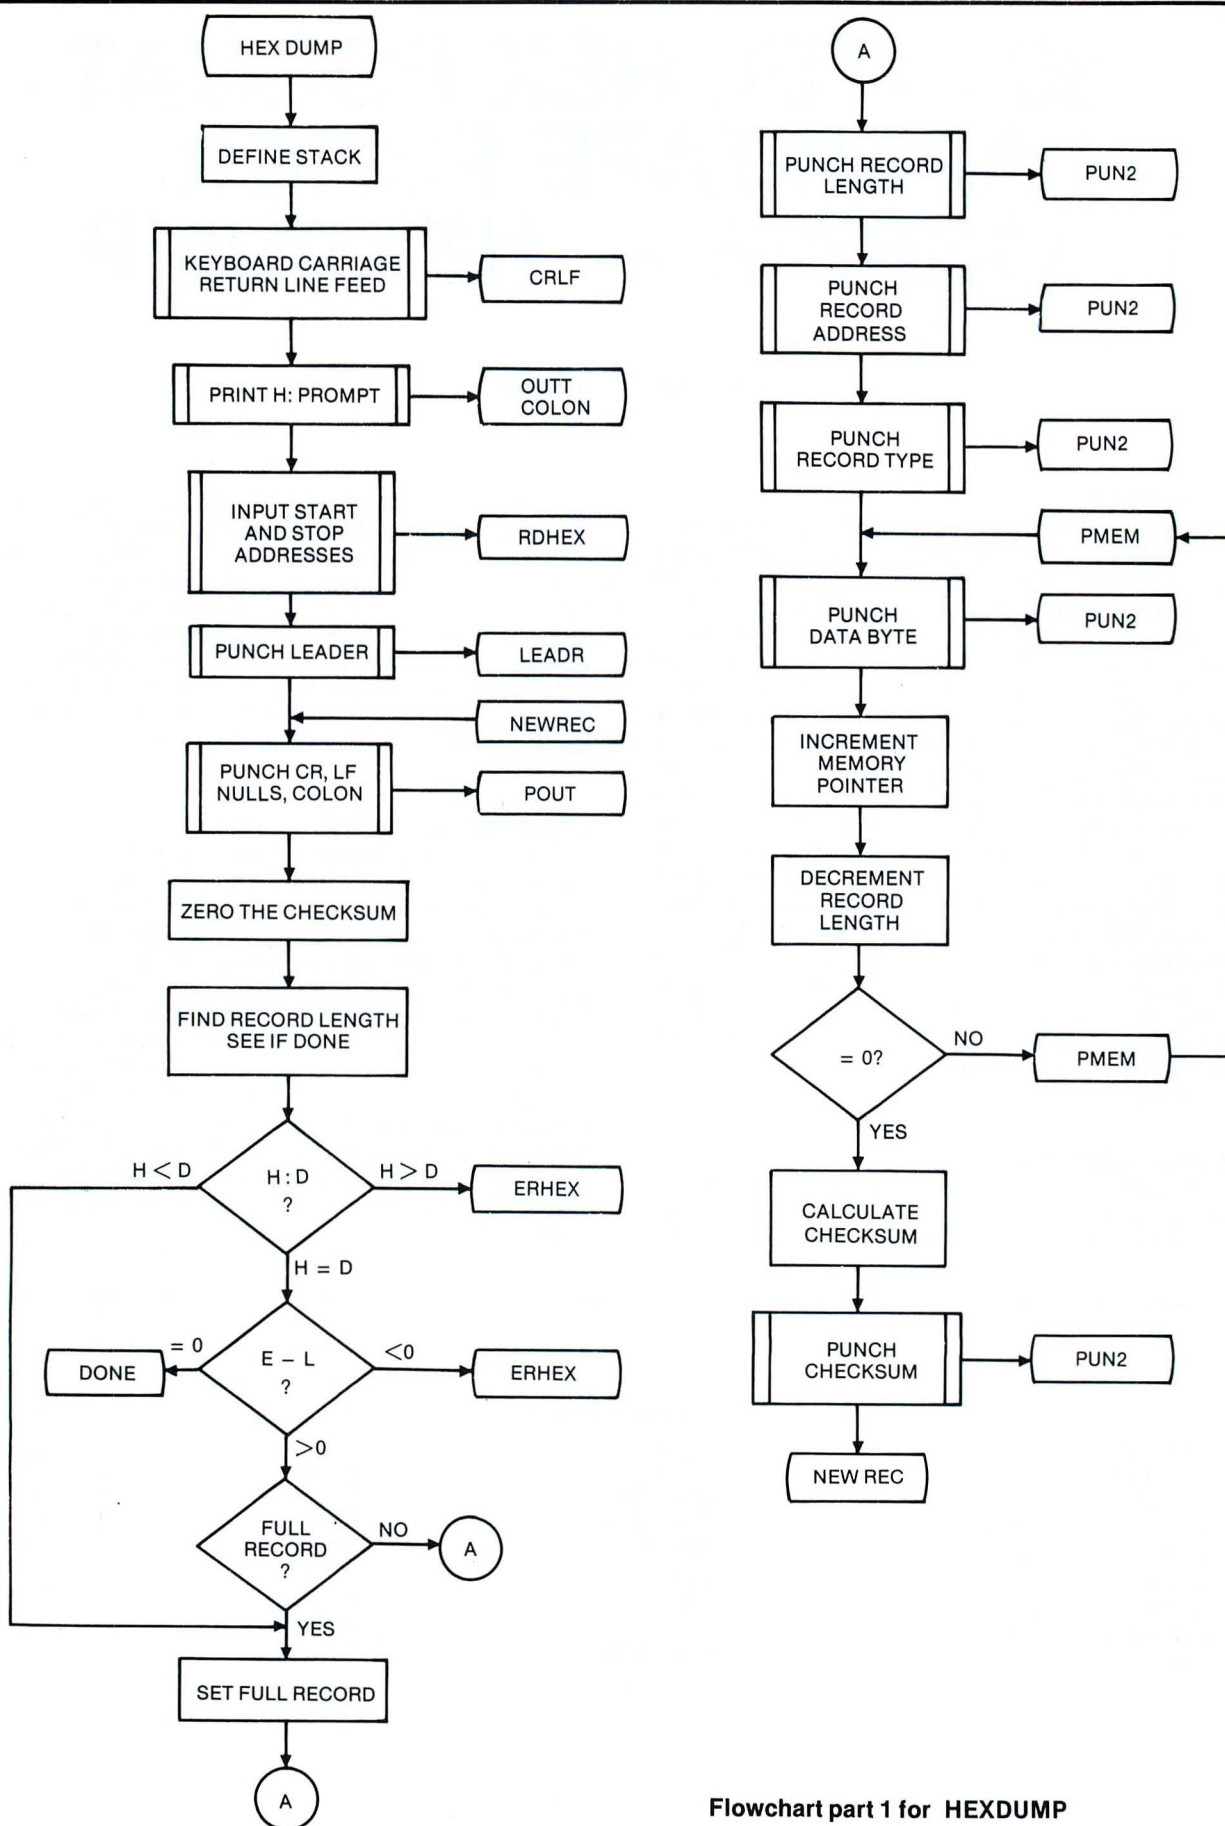 HEX DUMP
DEFINE STACK
KEYBOARD CARRIAGE
RETURN LINE FEED
CRLF
PRINT H: PROMPT
OUTT
COLON
INPUT START
AND STOP
ADDRESSES
RDHEX
PUNCH LEADER
LEADR
NEWREC
PUNCH CR, LF
NULLS, COLON
POUT
ZERO THE CHECKSUM
FIND RECORD LENGTH
SEE IF DONE
H < D
H : D
?
H > D
ERHEX
H = D
= 0
DONE
E – L
?
<0
ERHEX
>0
FULL
RECORD
?
NO
A
YES
SET FULL RECORD
A
A
PUNCH RECORD
LENGTH
PUN2
PUNCH
RECORD
ADDRESS
PUN2
PUNCH
RECORD TYPE
PUN2
PMEM
PUNCH
DATA BYTE
PUN2
INCREMENT
MEMORY
POINTER
DECREMENT
RECORD
LENGTH
= 0?
NO
PMEM
YES
CALCULATE
CHECKSUM
PUNCH
CHECKSUM
PUN2
NEW REC
Flowchart part 1 for HEXDUMP